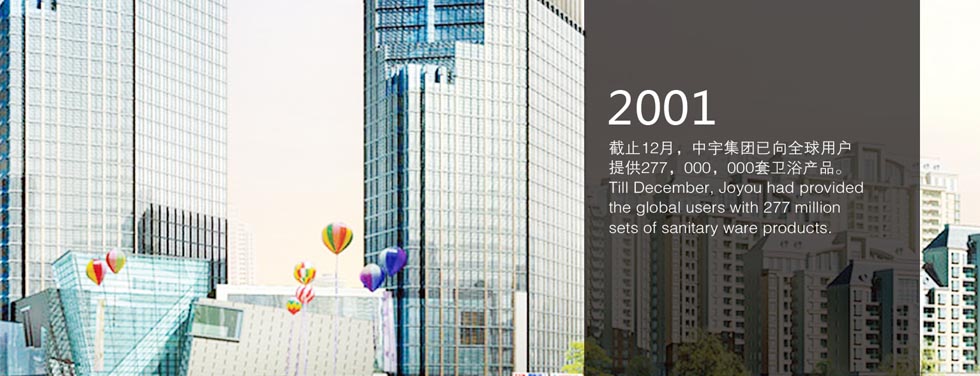 2001
截止12月，中宇集团已向全球用户
提供277，000，000套卫浴产品。
Till December, Joyou had provided
the global users with 277 million
sets of sanitary ware products.